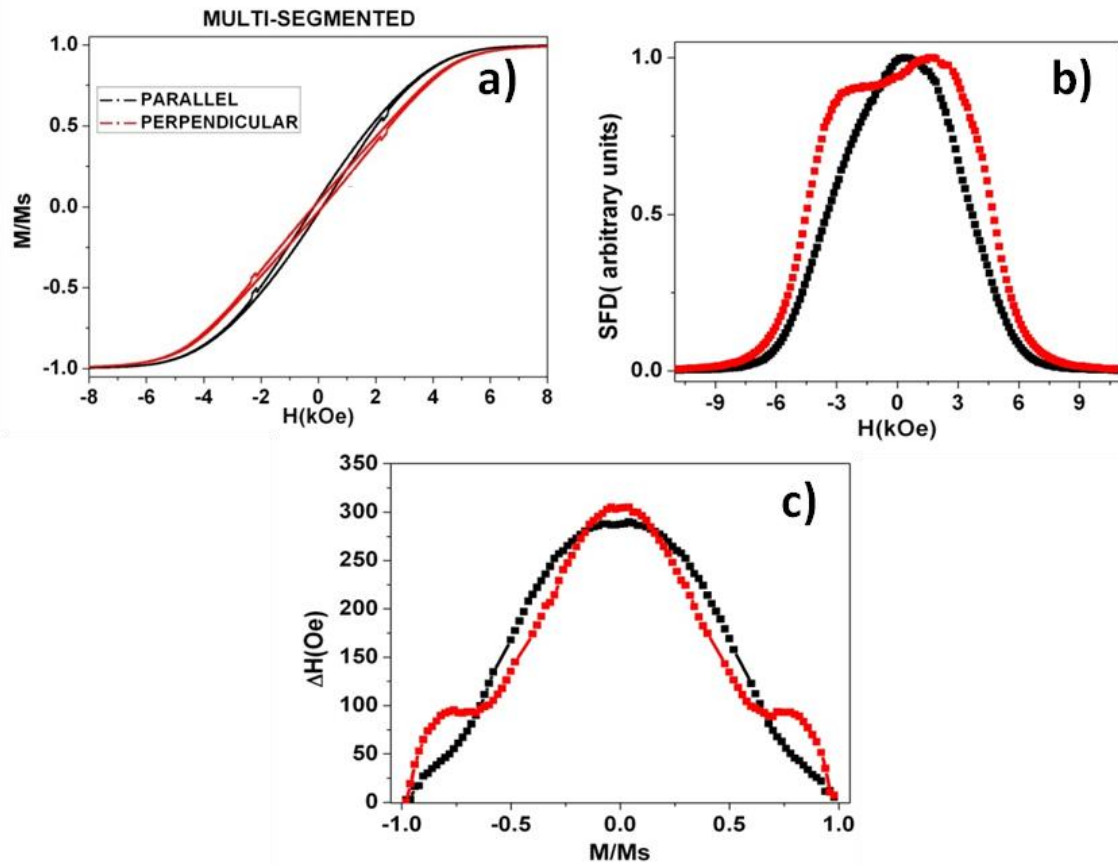 MULTI-SEGMENTED
a)
PARALLEL
PERPENDICULAR
M/Ms
1.0
0.5
0.0
-0.5
-1.0
-8 -6 -4 -2 0 2 4 6 8
H(kOe)
b)
SFD( arbitrary units)
1.0
0.5
0.0
-9 -6 -3 0 3 6 9
H(kOe)
c)
ΔH(Oe)
350
300
250
200
150
100
50
0
-1.0 -0.5 0.0 0.5 1.0
M/Ms